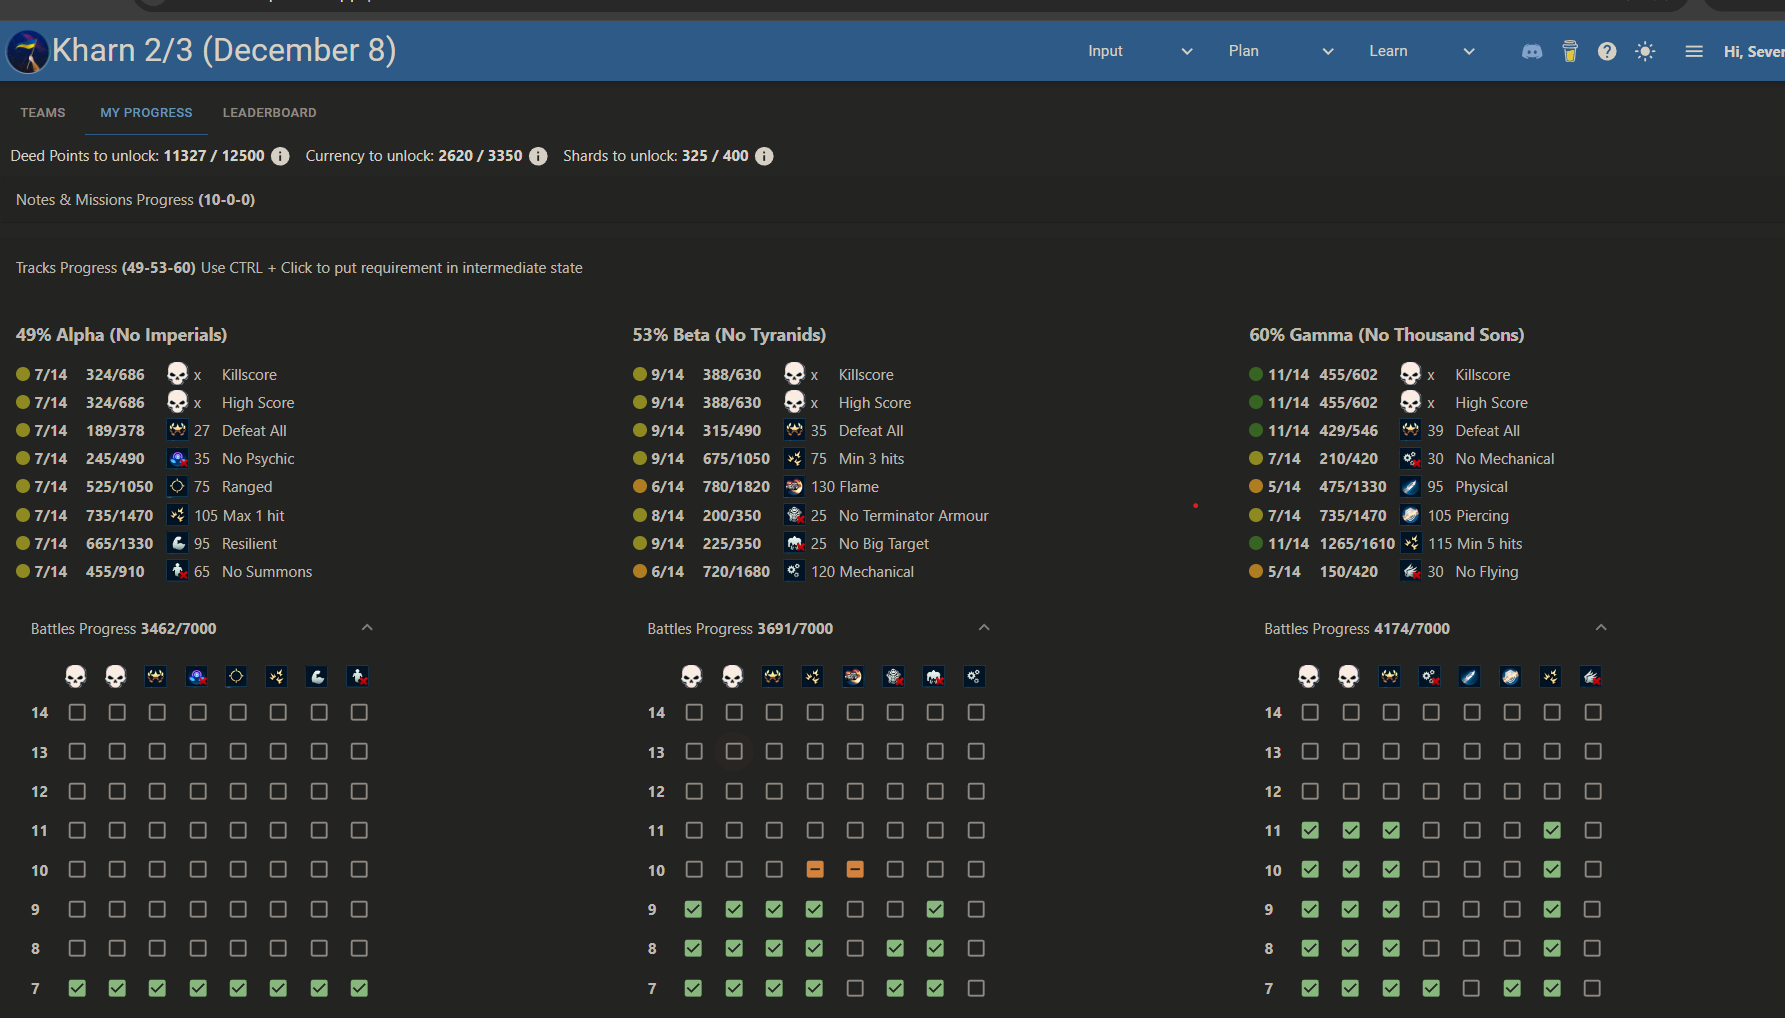 Kharn 2/3 (December 8)
Input Plan Learn Hi, Sever
TEAMS MY PROGRESS LEADERBOARD
Deed Points to unlock: 11327 / 12500 Currency to unlock: 2620 / 3350 Shards to unlock: 325 / 400
Notes & Missions Progress (10-0-0)
Tracks Progress (49-53-60) Use CTRL + Click to put requirement in intermediate state
49% Alpha (No Imperials)
7/14 324/686 x Killscore
7/14 324/686 x High Score
7/14 189/378 27 Defeat All
7/14 245/490 35 No Psychic
7/14 525/1050 75 Ranged
7/14 735/1470 105 Max 1 hit
7/14 665/1330 95 Resilient
7/14 455/910 65 No Summons
Battles Progress 3462/7000
14
13
12
11
10
9
8
7
53% Beta (No Tyranids)
9/14 388/630 x Killscore
9/14 388/630 x High Score
9/14 315/490 35 Defeat All
9/14 675/1050 75 Min 3 hits
6/14 780/1820 130 Flame
8/14 200/350 25 No Terminator Armour
9/14 225/350 25 No Big Target
6/14 720/1680 120 Mechanical
Battles Progress 3691/7000
14
13
12
11
10
9
8
7
60% Gamma (No Thousand Sons)
11/14 455/602 x Killscore
11/14 455/602 x High Score
11/14 429/546 39 Defeat All
7/14 210/420 30 No Mechanical
5/14 475/1330 95 Physical
7/14 735/1470 105 Piercing
11/14 1265/1610 115 Min 5 hits
5/14 150/420 30 No Flying
Battles Progress 4174/7000
14
13
12
11
10
9
8
7